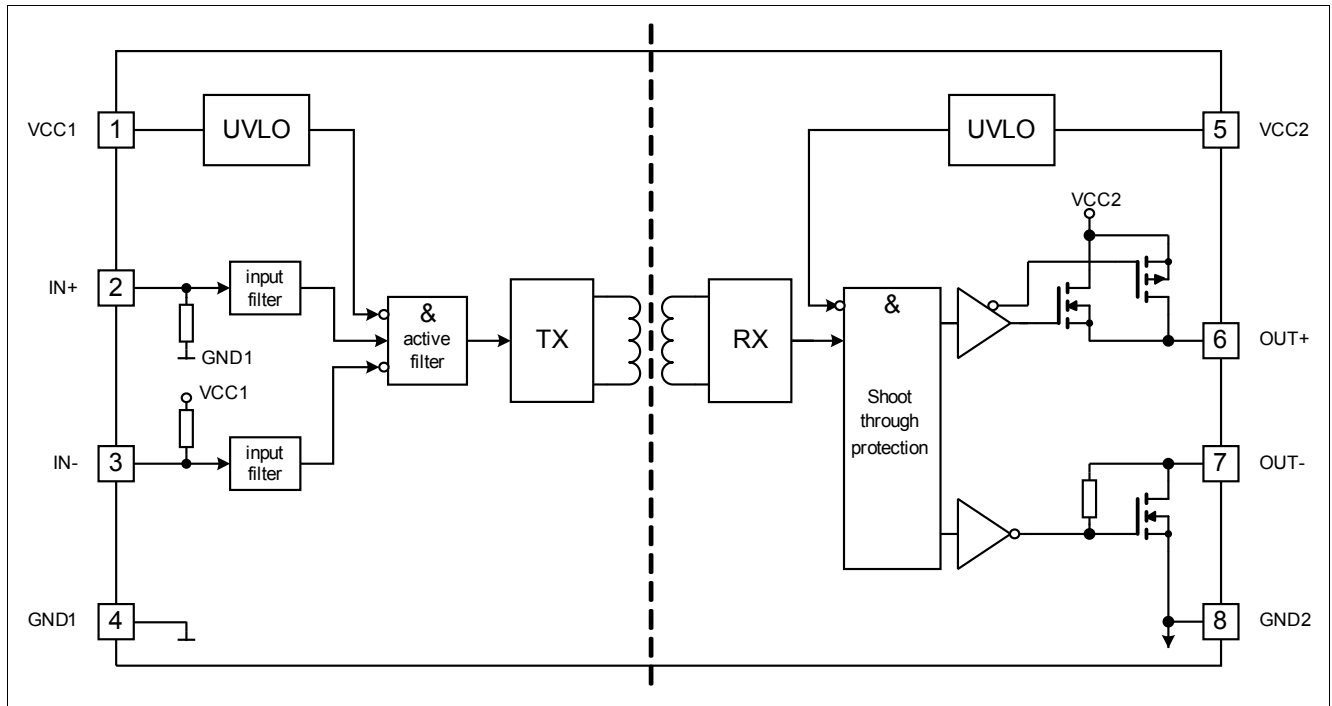 VCC1
1
UVLO
UVLO
5
VCC2
VCC2
IN+
2
input
filter
GND1
&
active
filter
TX
RX
&
Shoot
through
protection
6
OUT+
VCC1
IN-
3
input
filter
7
OUT-
GND1
4
8
GND2